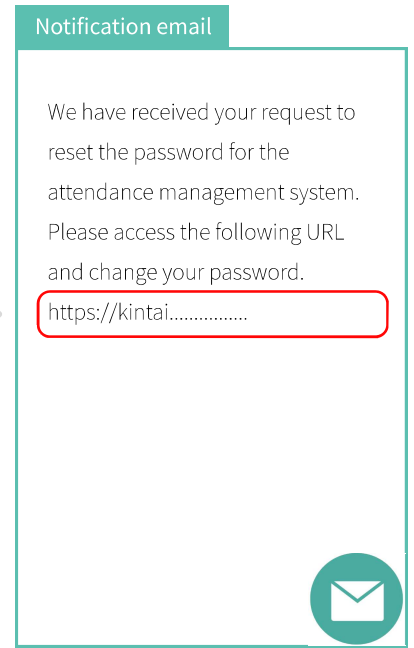 Notification email
We have received your request to
reset the password for the
attendance management system.
Please access the following URL
and change your password.
https://kintai................